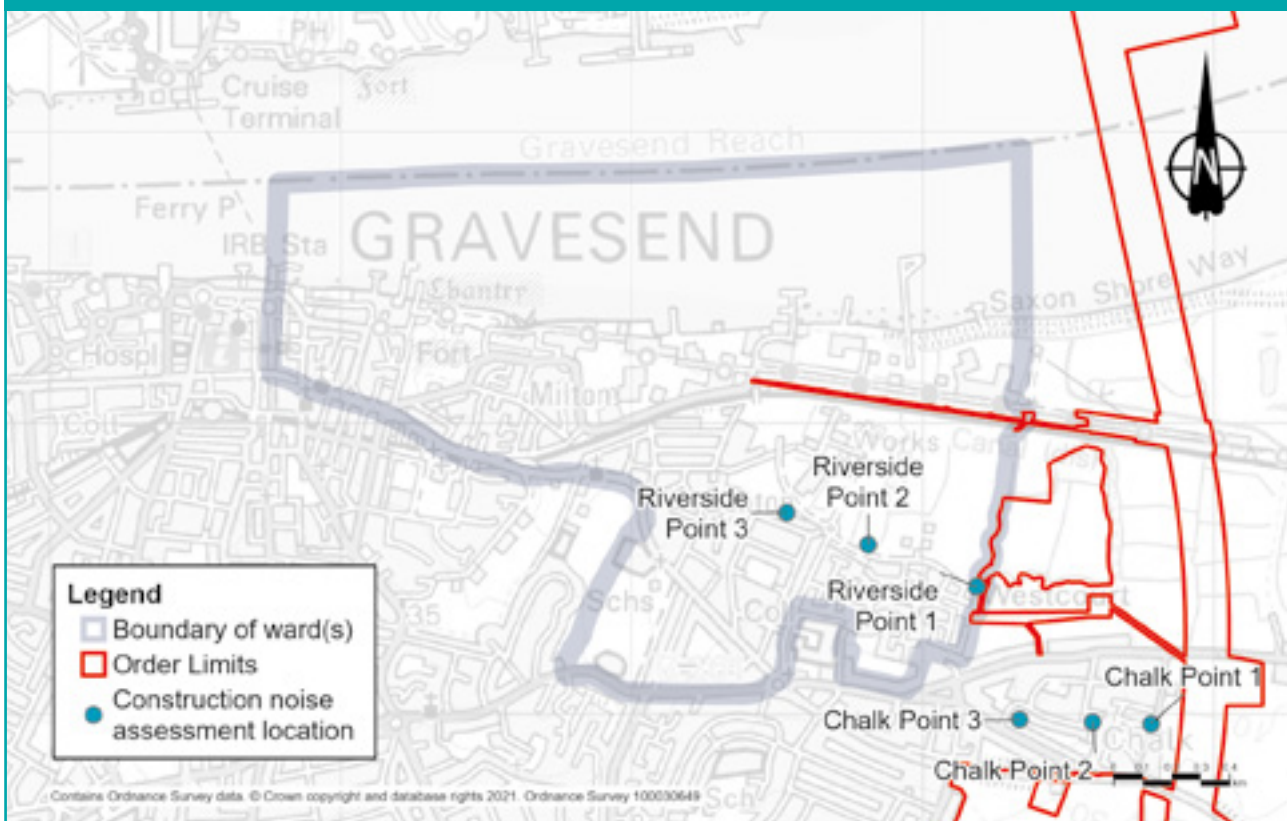 PH
Cruise
Terminal
Fort
Gravesend Reach
N
Ferry P
GRAVESEND
IRB Sta
Saxon Shore Way
Chantry
Hospl
Fort
Milton
Coll
Works Canal
Riverside
Point 2
Riverside
Point 3
Riverside
Point 1
Westcourt
Schs
Legend
Boundary of ward(s)
Order Limits
Construction noise
assessment location
Chalk Point 1
Chalk Point 3
Chalk
Chalk Point 2
km
Sch
Contains Ordnance Survey data. © Crown copyright and database rights 2021. Ordnance Survey 100030649